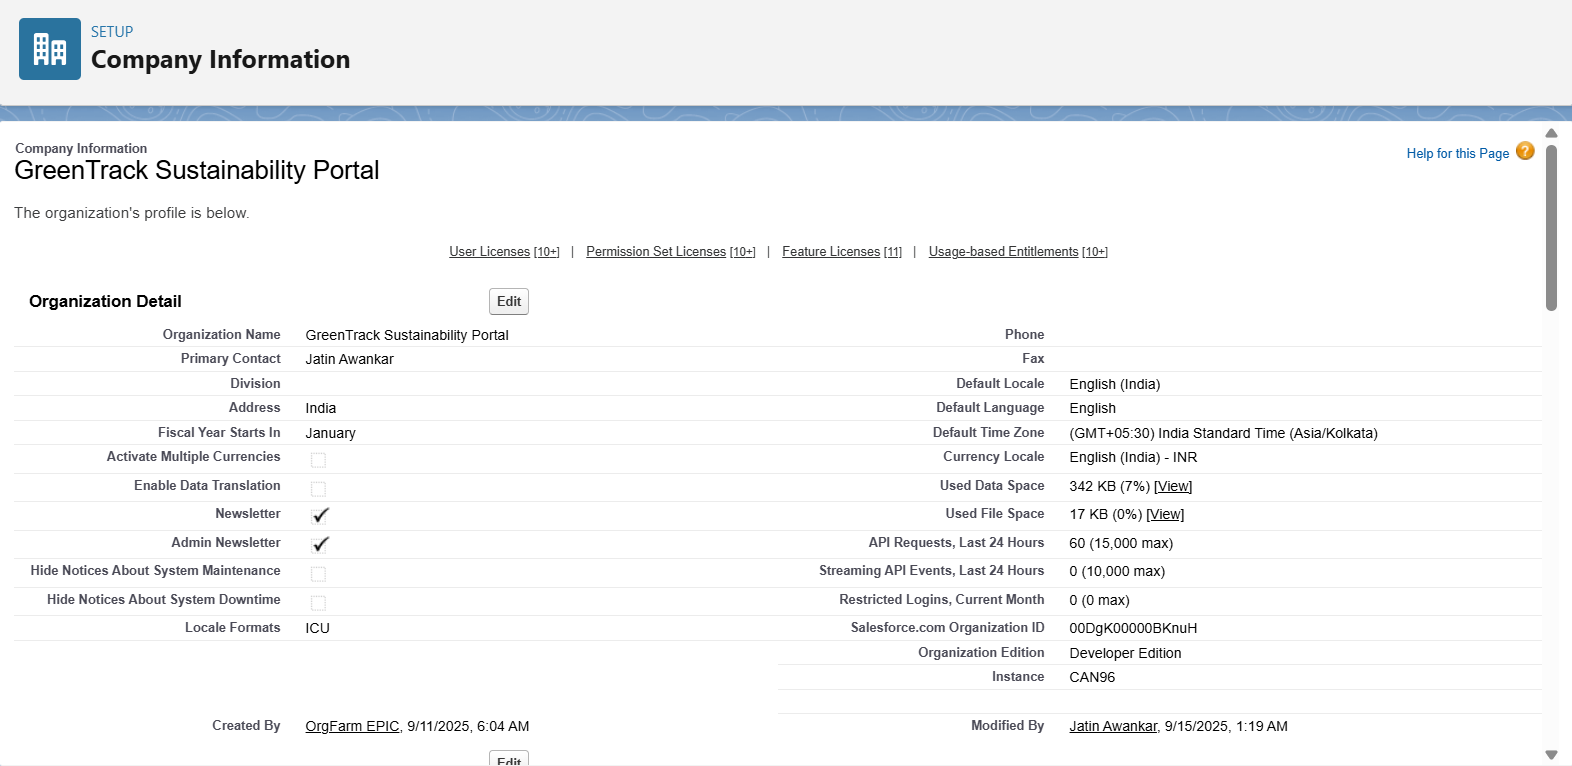 SETUP
Company Information
Company Information
GreenTrack Sustainability Portal
Help for this Page ?
The organization's profile is below.
User Licenses [10+] | Permission Set Licenses [10+] | Feature Licenses [11] | Usage-based Entitlements [10+]
Organization Detail Edit
Organization Name GreenTrack Sustainability Portal Phone
Primary Contact Jatin Awankar Fax
Division Default Locale English (India)
Address India Default Language English
Fiscal Year Starts In January Default Time Zone (GMT+05:30) India Standard Time (Asia/Kolkata)
Activate Multiple Currencies Currency Locale English (India) - INR
Enable Data Translation Used Data Space 342 KB (7%) [View]
Newsletter Used File Space 17 KB (0%) [View]
Admin Newsletter API Requests, Last 24 Hours 60 (15,000 max)
Hide Notices About System Maintenance Streaming API Events, Last 24 Hours 0 (10,000 max)
Hide Notices About System Downtime Restricted Logins, Current Month 0 (0 max)
Locale Formats ICU Salesforce.com Organization ID 00DgK00000BKnuH
Organization Edition Developer Edition
Instance CAN96
Created By OrgFarm EPIC, 9/11/2025, 6:04 AM Modified By Jatin Awankar, 9/15/2025, 1:19 AM
Edit